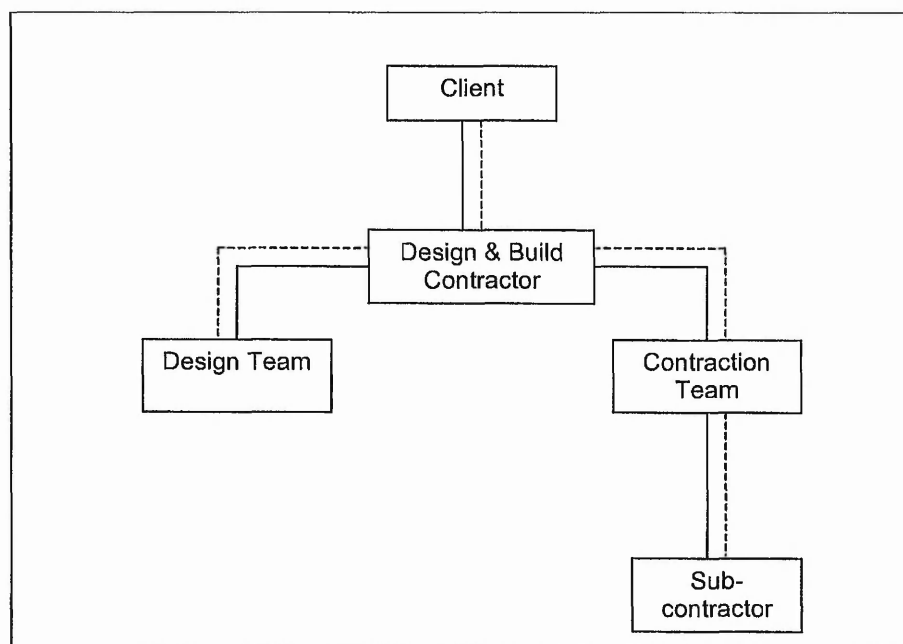 Client
Design & Build
Contractor
Design Team
Contraction
Team
Sub-
contractor